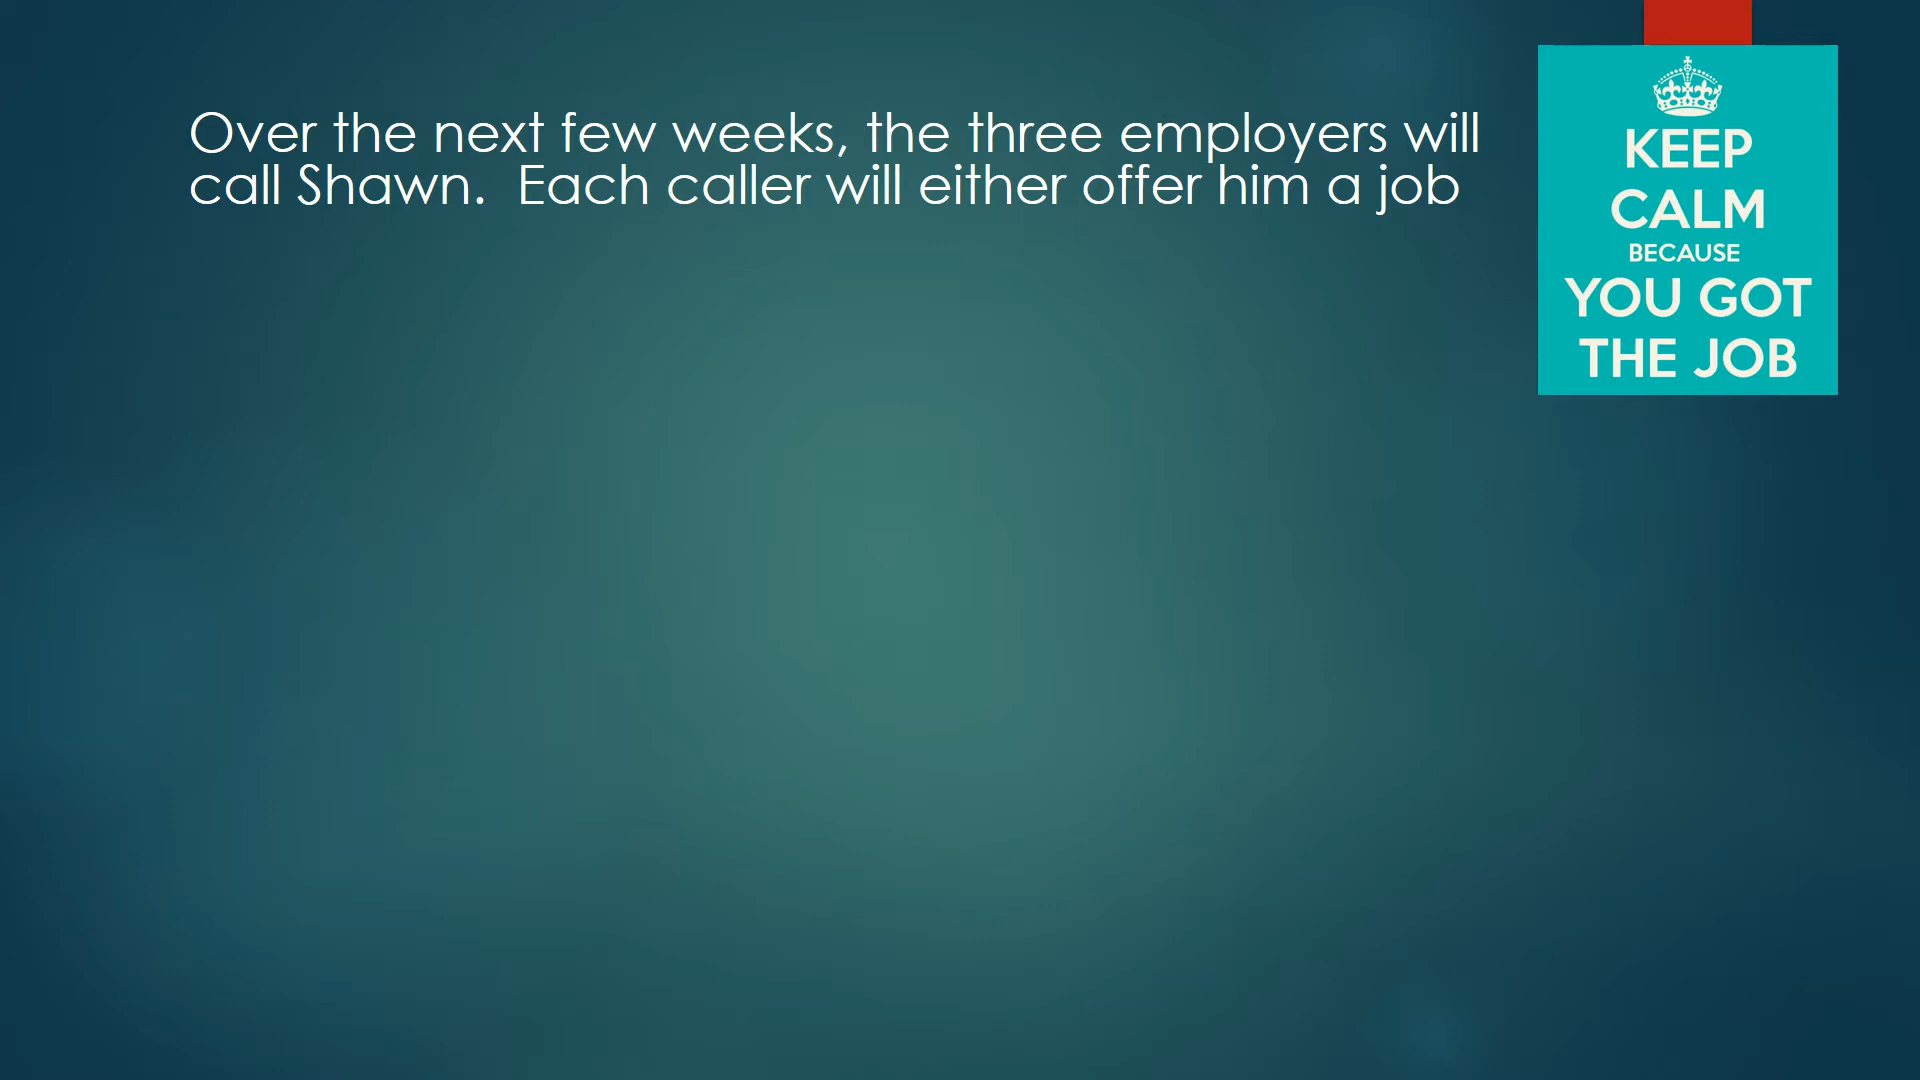 Over the next few weeks, the three employers will
call Shawn.  Each caller will either offer him a job
KEEP
CALM
BECAUSE
YOU GOT
THE JOB